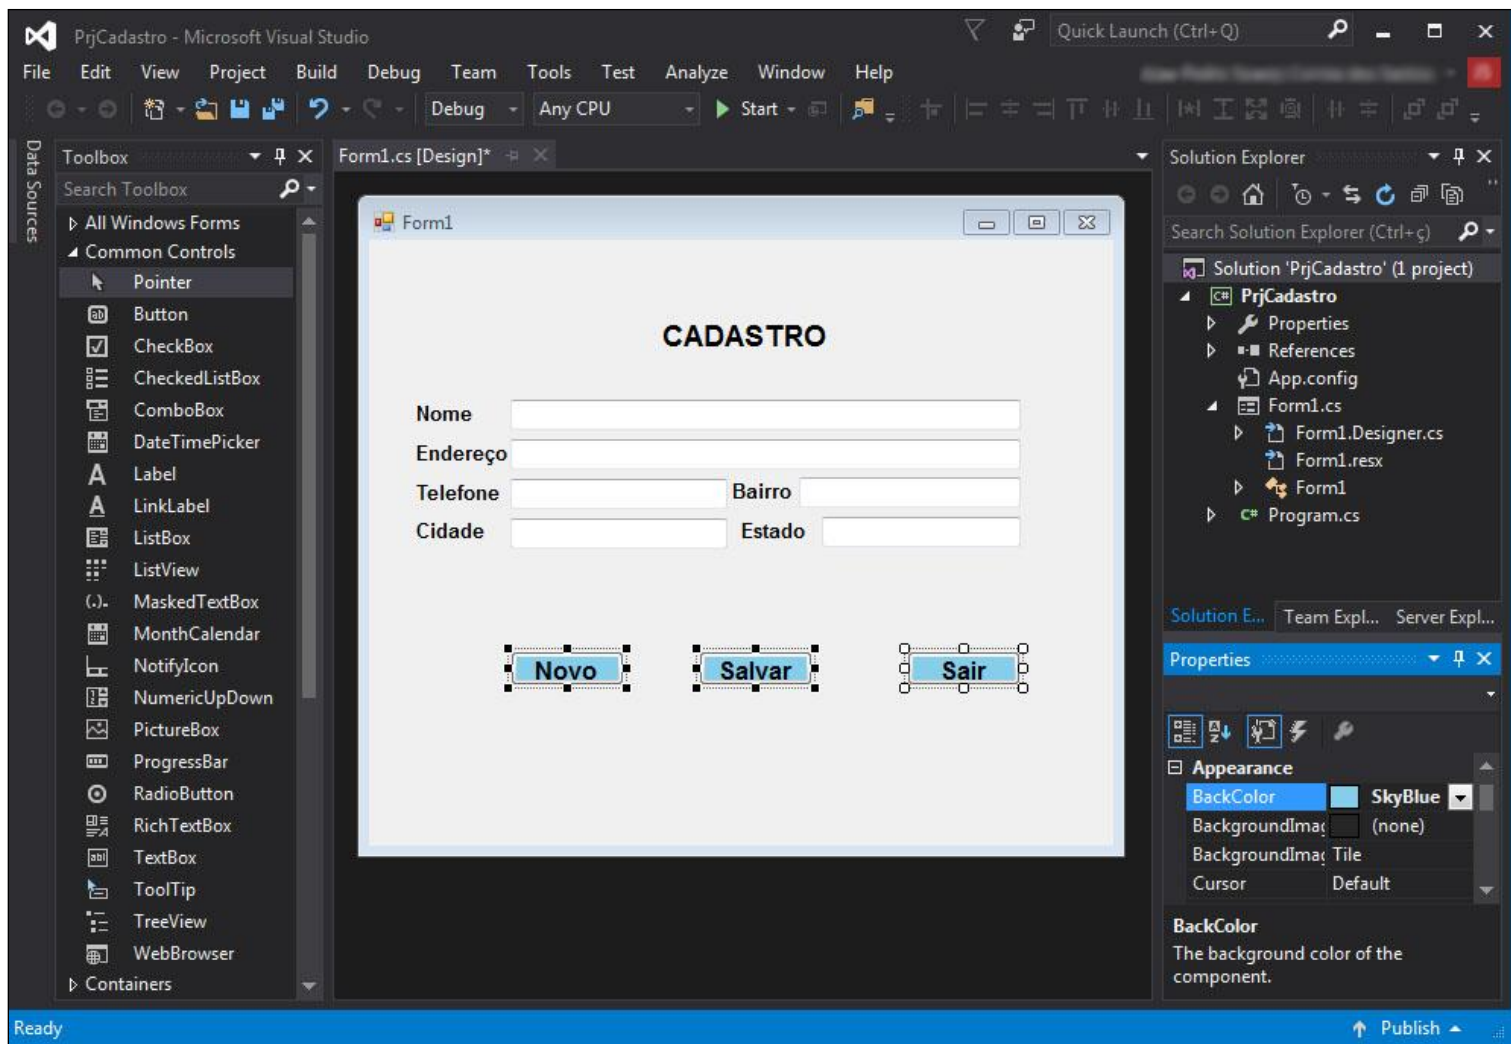 PrjCadastro - Microsoft Visual Studio
Quick Launch (Ctrl+Q)
File Edit View Project Build Debug Team Tools Test Analyze Window Help
Debug Any CPU Start
Data Sources
Toolbox
Search Toolbox
All Windows Forms
Common Controls
Pointer
Button
CheckBox
CheckedListBox
ComboBox
DateTimePicker
Label
LinkLabel
ListBox
ListView
MaskedTextBox
MonthCalendar
NotifyIcon
NumericUpDown
PictureBox
ProgressBar
RadioButton
RichTextBox
TextBox
ToolTip
TreeView
WebBrowser
Containers
Form1.cs [Design]*
Form1
CADASTRO
Nome
Endereço
Telefone Bairro
Cidade Estado
Novo Salvar Sair
Solution Explorer
Search Solution Explorer (Ctrl+ç)
Solution 'PrjCadastro' (1 project)
C# PrjCadastro
Properties
References
App.config
Form1.cs
Form1.Designer.cs
Form1.resx
Form1
C# Program.cs
Solution E... Team Expl... Server Expl...
Properties
Appearance
BackColor SkyBlue
BackgroundImag (none)
BackgroundImag Tile
Cursor Default
BackColor
The background color of the
component.
Ready
Publish